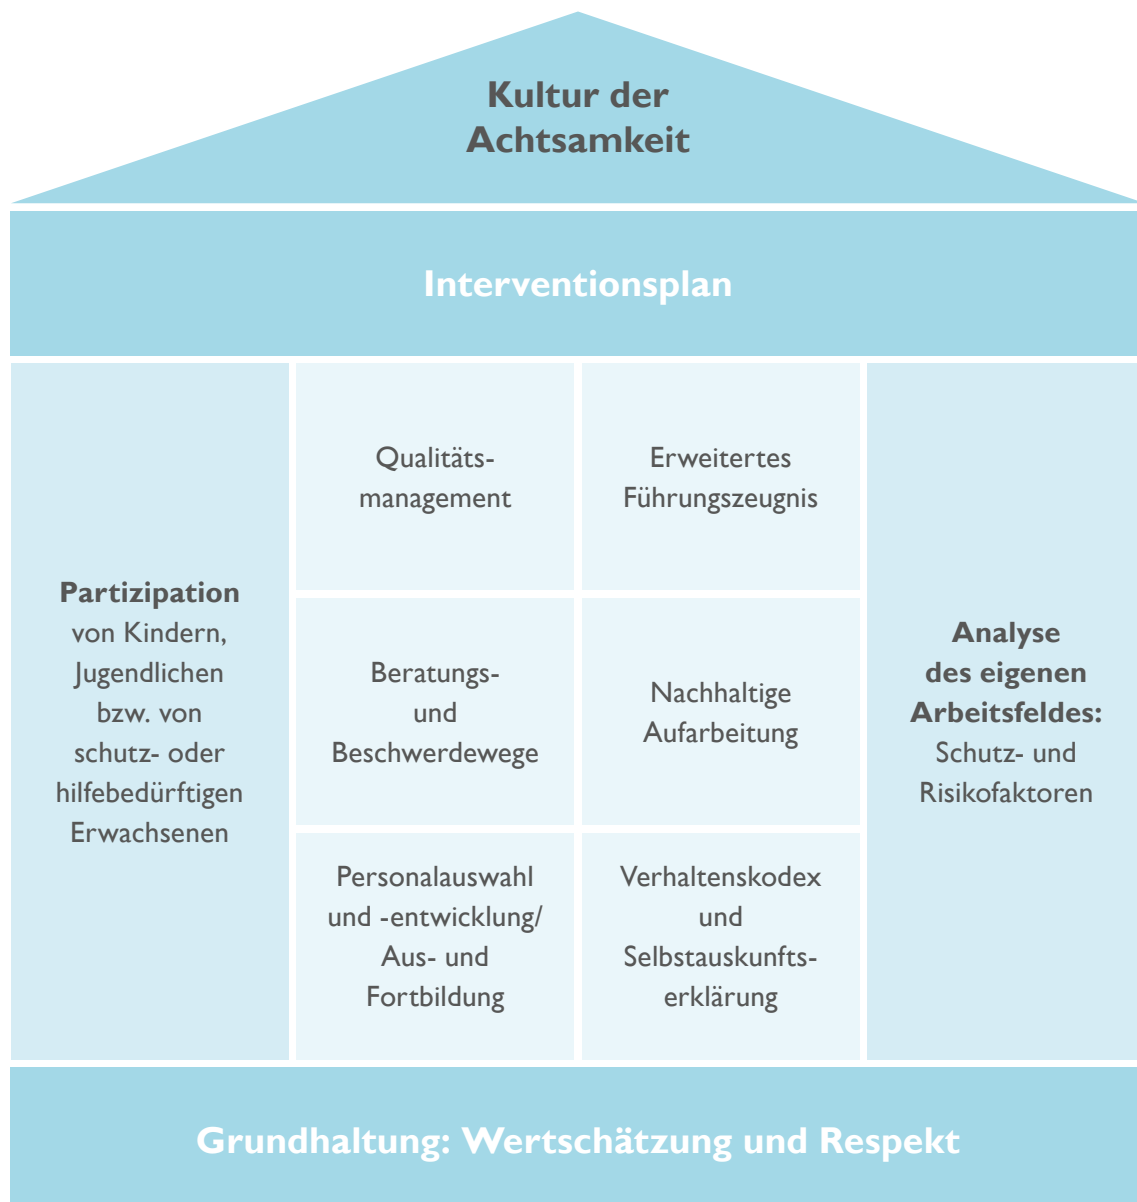 Kultur der
Achtsamkeit
Interventionsplan
Partizipation
von Kindern,
Jugendlichen
bzw. von
schutz- oder
hilfebedürftigen
Erwachsenen
Qualitäts-
management
Erweitertes
Führungszeugnis
Beratungs-
und
Beschwerdewege
Nachhaltige
Aufarbeitung
Personalauswahl
und -entwicklung/
Aus- und
Fortbildung
Verhaltenskodex
und
Selbstauskunfts-
erklärung
Analyse
des eigenen
Arbeitsfeldes:
Schutz- und
Risikofaktoren
Grundhaltung: Wertschätzung und Respekt